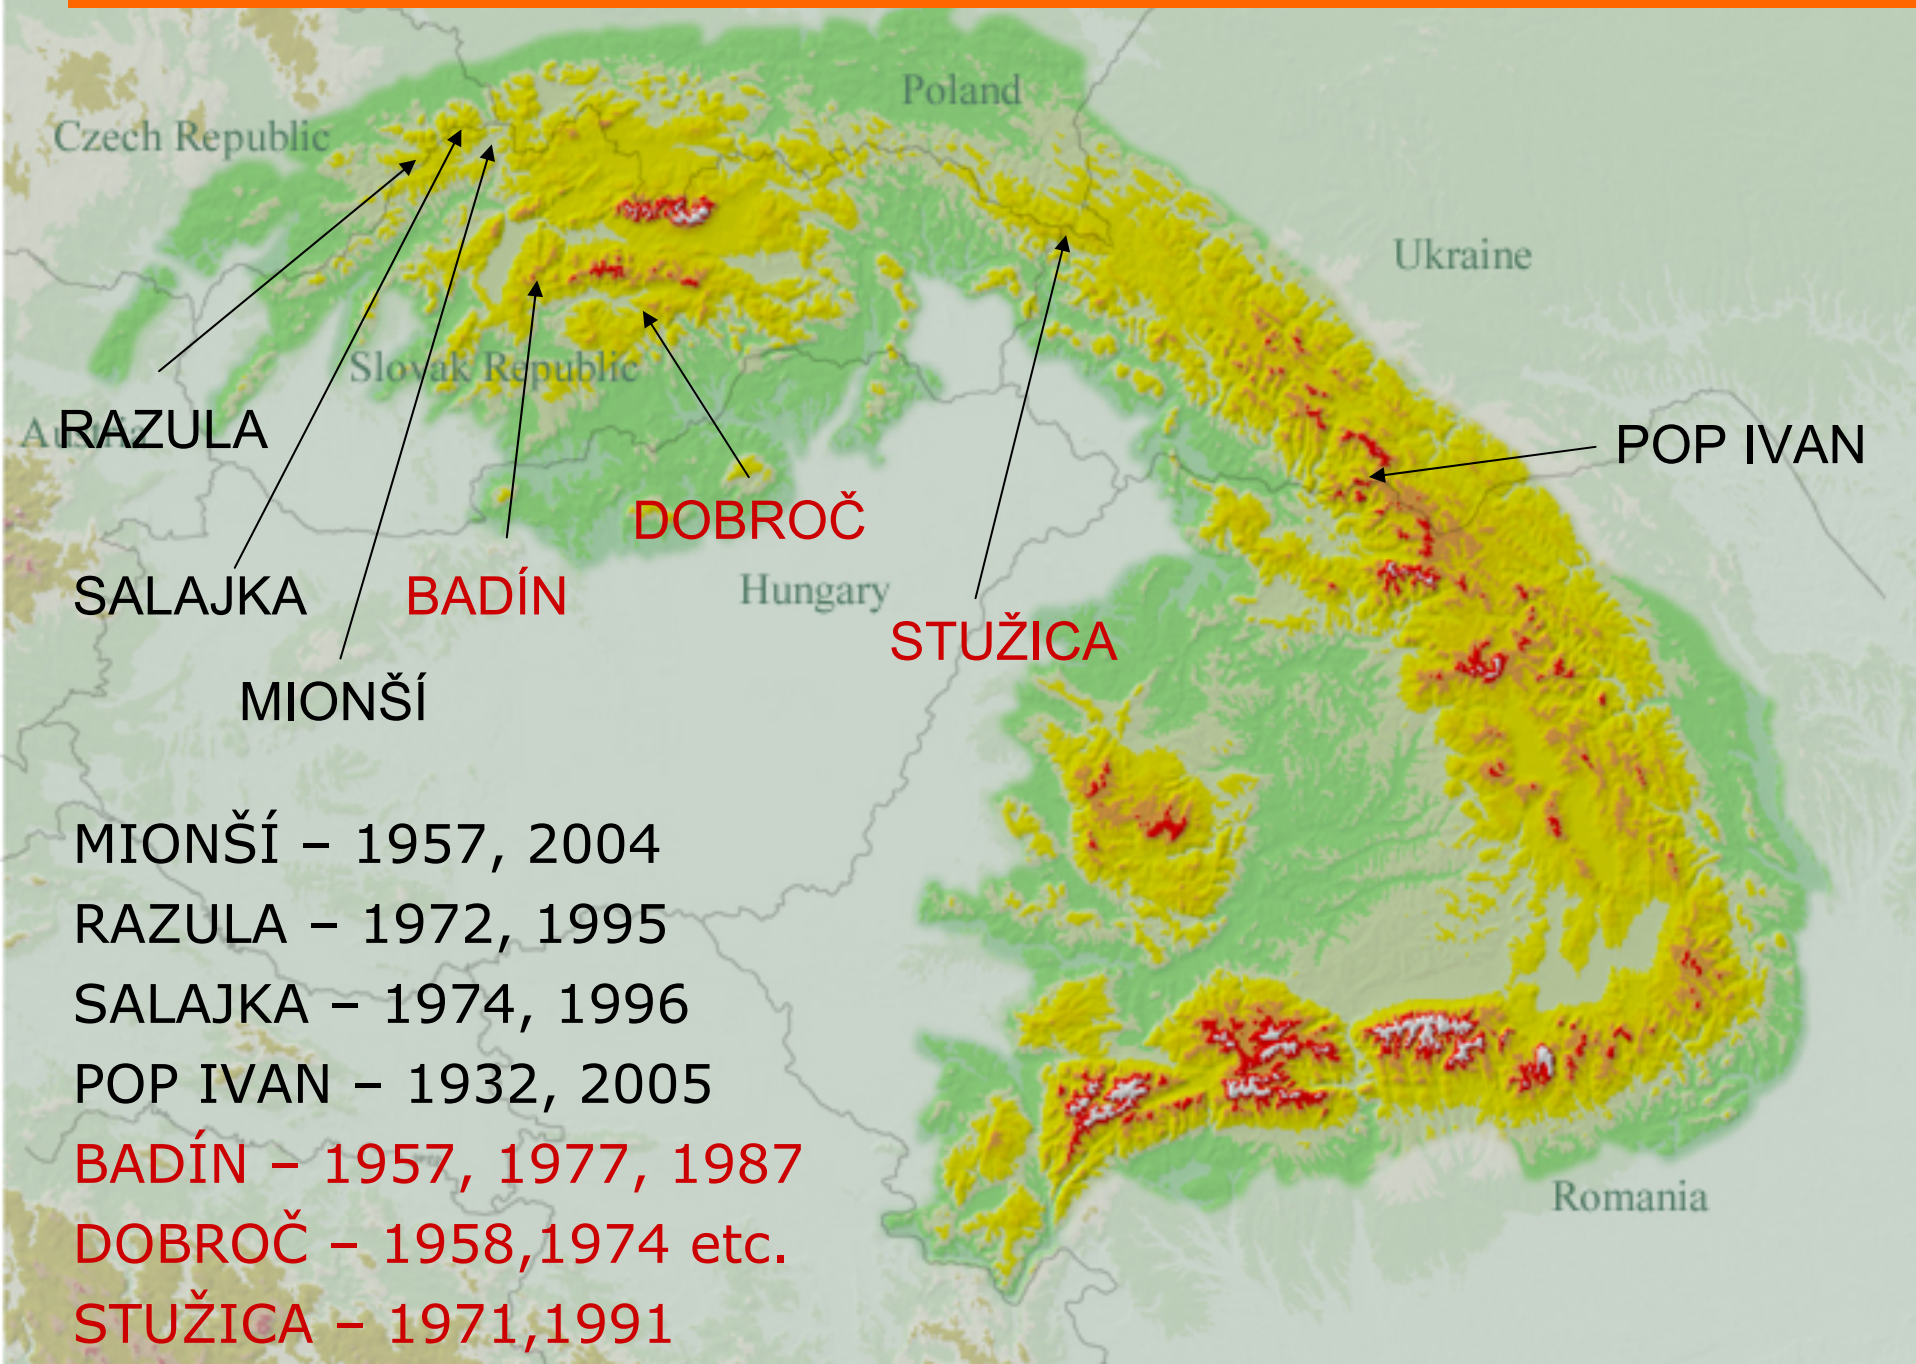 Poland
Czech Republic
Ukraine
Slovak Republic
Austria
RAZULA
POP IVAN
DOBROČ
SALAJKA
BADÍN
Hungary
STUŽICA
MIONŠÍ
MIONŠÍ – 1957, 2004
RAZULA – 1972, 1995
SALAJKA – 1974, 1996
POP IVAN – 1932, 2005
BADÍN – 1957, 1977, 1987
Romania
DOBROČ – 1958,1974 etc.
STUŽICA – 1971,1991